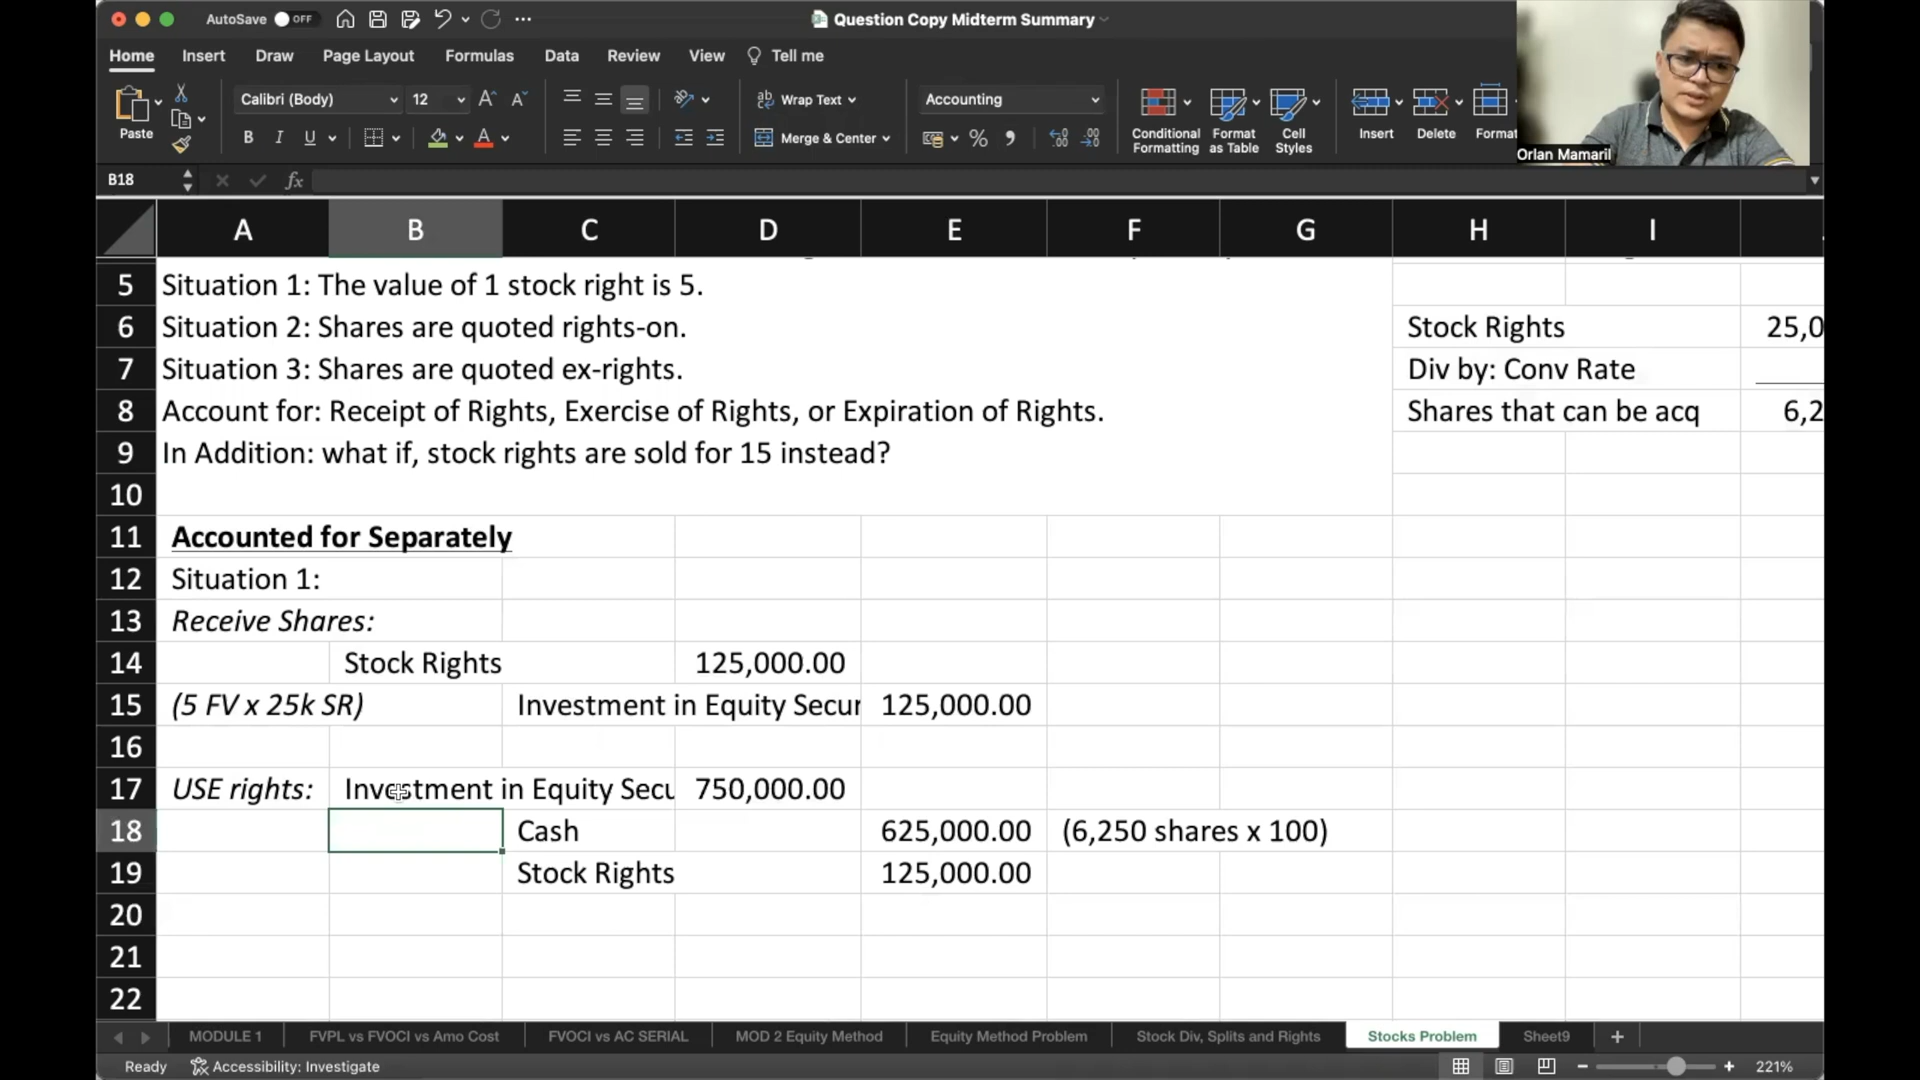 AutoSave OFF Question Copy Midterm Summary
Home Insert Draw Page Layout Formulas Data Review View Tell me
Paste Calibri (Body) 12 Wrap Text Accounting
B I U A Merge & Center % Conditional Formatting Format as Table Cell Styles Insert Delete Format
Orlan Mamaril
B18 fx
A B C D E F G H I
5 Situation 1: The value of 1 stock right is 5.
6 Situation 2: Shares are quoted rights-on. Stock Rights 25,0
7 Situation 3: Shares are quoted ex-rights. Div by: Conv Rate
8 Account for: Receipt of Rights, Exercise of Rights, or Expiration of Rights. Shares that can be acq 6,2
9 In Addition: what if, stock rights are sold for 15 instead?
10
11 Accounted for Separately
12 Situation 1:
13 Receive Shares:
14 Stock Rights 125,000.00
15 (5 FV x 25k SR) Investment in Equity Secur 125,000.00
16
17 USE rights: Investment in Equity Secu 750,000.00
18 Cash 625,000.00 (6,250 shares x 100)
19 Stock Rights 125,000.00
20
21
22
MODULE 1 FVPL vs FVOCI vs Amo Cost FVOCI vs AC SERIAL MOD 2 Equity Method Equity Method Problem Stock Div, Splits and Rights Stocks Problem Sheet9 +
Ready Accessibility: Investigate 221%